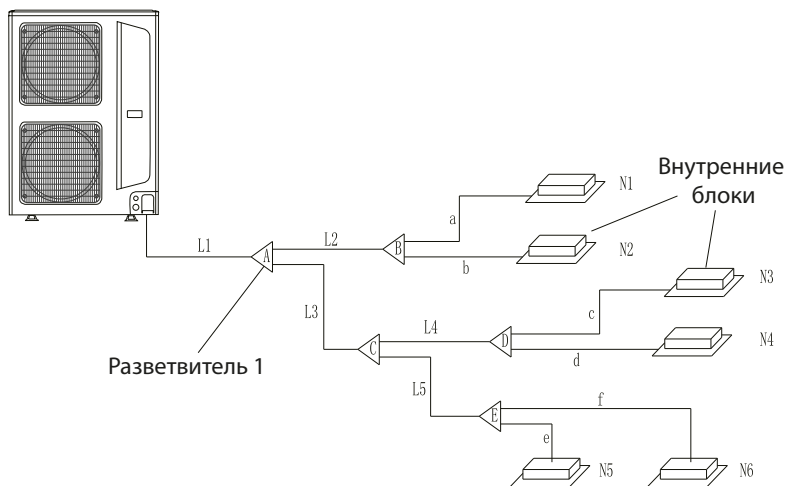 N1
Внутренние
блоки
a
L2
B
N2
b
L1
A
N3
L3
c
L4
C
D
N4
d
Разветвитель 1
L5
f
E
e
N5
N6